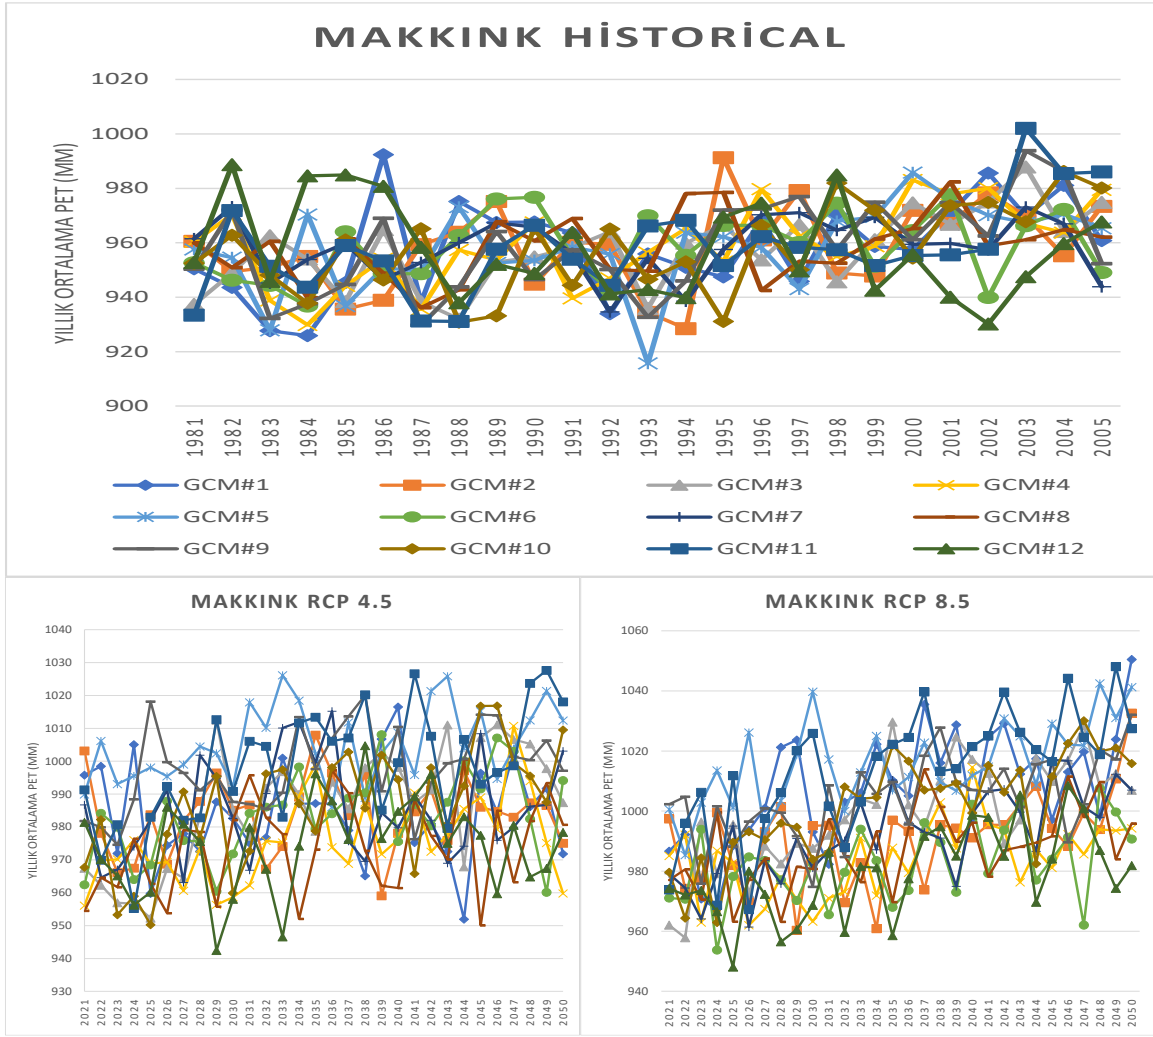 MAKKINK HİSTORİCAL
YILLIK ORTALAMA PET (MM)
1020
1000
980
960
940
920
900
1981 1982 1983 1984 1985 1986 1987 1988 1989 1990 1991 1992 1993 1994 1995 1996 1997 1998 1999 2000 2001 2002 2003 2004 2005
GCM#1 GCM#2 GCM#3 GCM#4
GCM#5 GCM#6 GCM#7 GCM#8
GCM#9 GCM#10 GCM#11 GCM#12
MAKKINK RCP 4.5
YILLIK ORTALAMA PET (MM)
1040
1030
1020
1010
1000
990
980
970
960
950
940
930
2021 2022 2023 2024 2025 2026 2027 2028 2029 2030 2031 2032 2033 2034 2035 2036 2037 2038 2039 2040 2041 2042 2043 2044 2045 2046 2047 2048 2049 2050
MAKKINK RCP 8.5
YILLIK ORTALAMA PET (MM)
1060
1040
1020
1000
980
960
940
2021 2022 2023 2024 2025 2026 2027 2028 2029 2030 2031 2032 2033 2034 2035 2036 2037 2038 2039 2040 2041 2042 2043 2044 2045 2046 2047 2048 2049 2050